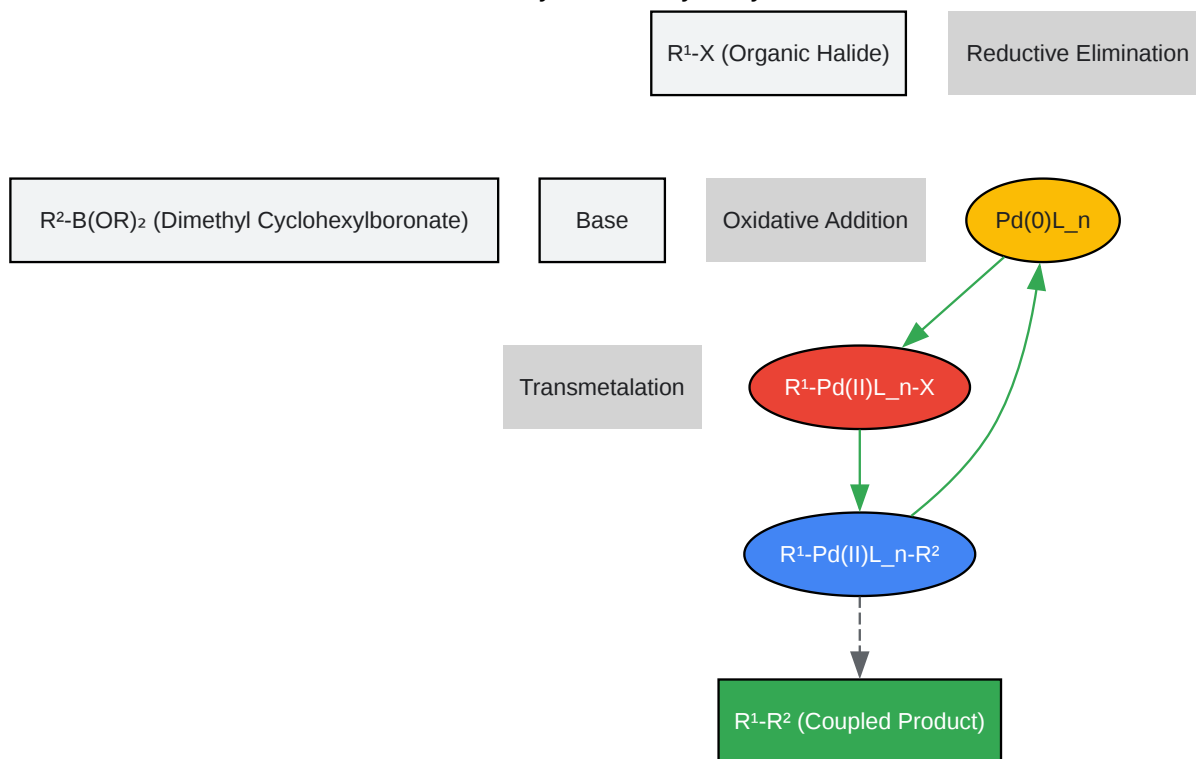 R¹-X (Organic Halide)
Reductive Elimination
R²-B(OR)₂ (Dimethyl Cyclohexylboronate)
Base
Oxidative Addition
Pd(0)L_n
Transmetalation
R¹-Pd(II)L_n-X
R¹-Pd(II)L_n-R²
R¹-R² (Coupled Product)